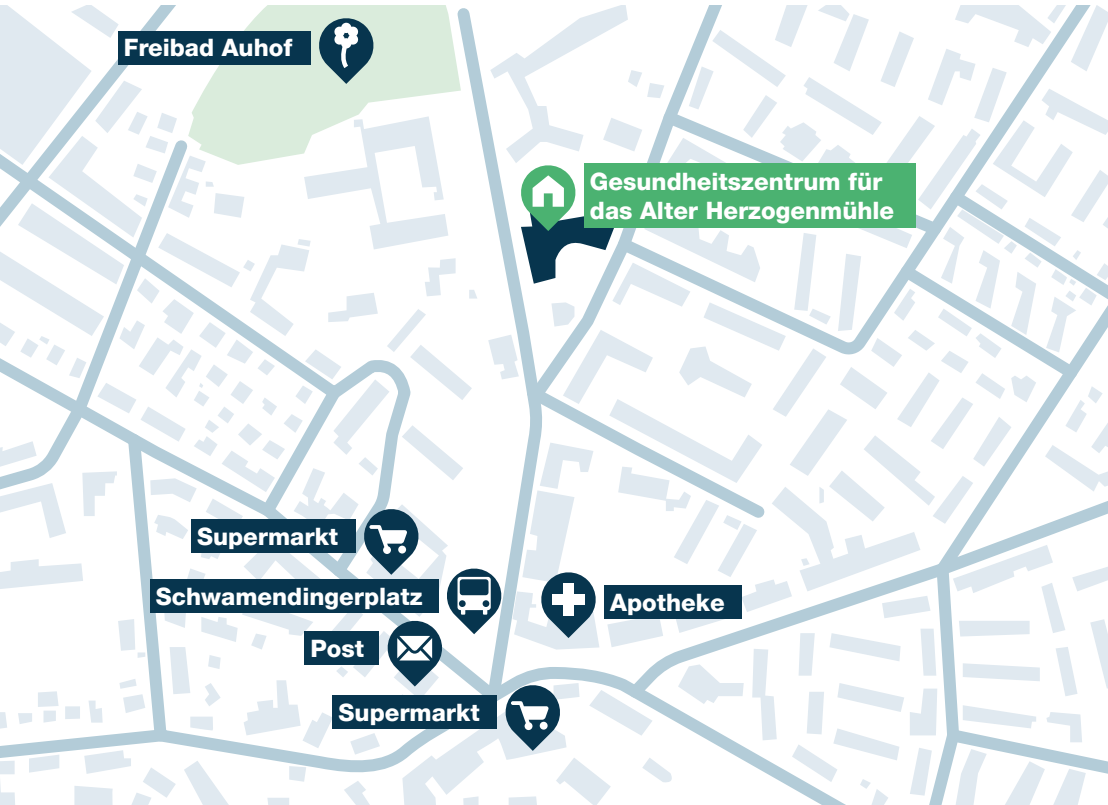 Freibad Auhof
Gesundheitszentrum für
das Alter Herzogenmühle
Supermarkt
Schwamendingerplatz
Apotheke
Post
Supermarkt